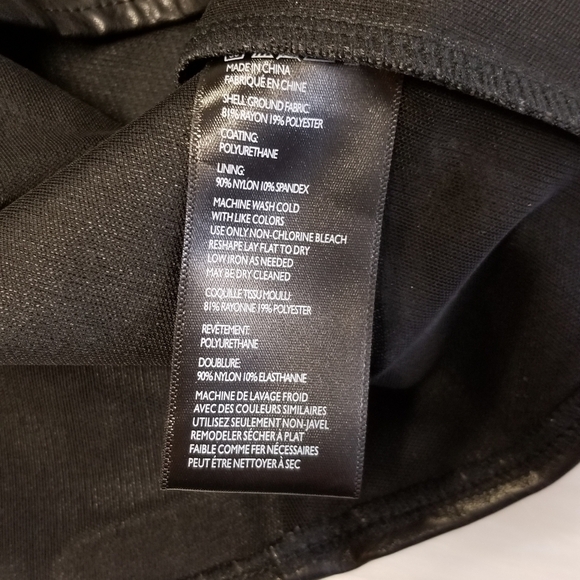 MADE IN CHINA
FABRIQUÉ EN CHINE
SHELL GROUND FABRIC
81% RAYON 19% POLYESTER
COATING:
POLYURETHANE
LINING:
90% NYLON 10% SPANDEX
MACHINE WASH COLD
WITH LIKE COLORS
USE ONLY NON-CHLORINE BLEACH
RESHAPE LAY FLAT TO DRY
LOW IRON AS NEEDED
MAY BE DRY CLEANED
COQUILLE TISSU MOULU:
81% RAYONNE 19% POLYESTER
REVÊTEMENT:
POLYURETHANE
DOUBLURE:
90% NYLON 10% ELASTHANNE
MACHINE DE LAVAGE FROID
AVEC DES COULEURS SIMILAIRES
UTILISEZ SEULEMENT NON-JAVEL
REMODELER SÉCHER À PLAT
FAIBLE COMME FER NÉCESSAIRES
PEUT ÊTRE NETTOYER À SEC